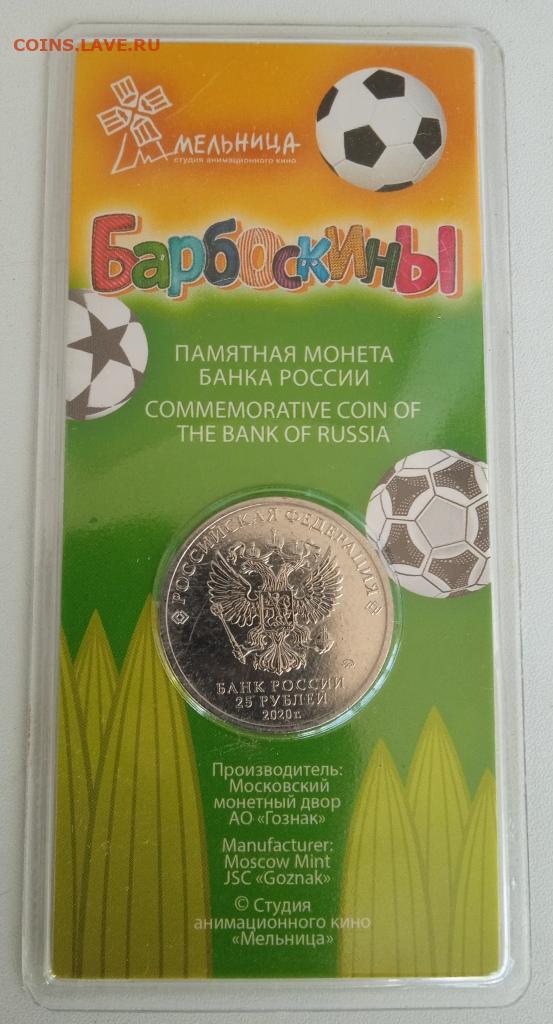 COINS.LAVE.RU
МЕЛЬНИЦА
студия анимационного кино
Барбоскины
ПАМЯТНАЯ МОНЕТА
БАНКА РОССИИ
COMMEMORATIVE COIN OF
THE BANK OF RUSSIA
РОССИЙСКАЯ ФЕДЕРАЦИЯ
БАНК РОССИИ
25 РУБЛЕЙ
2020 г.
Производитель:
Московский
монетный двор
АО «Гознак»
Manufacturer:
Moscow Mint
JSC «Goznak»
© Студия
анимационного кино
«Мельница»